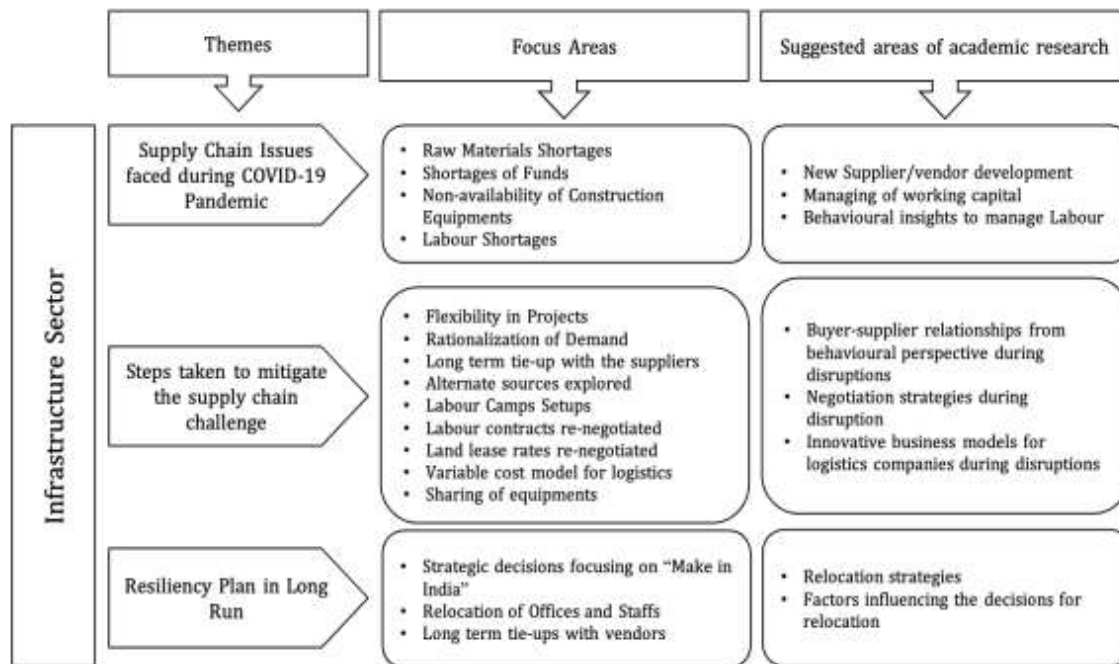 Themes
Focus Areas
Suggested areas of academic research
Infrastructure Sector
Supply Chain Issues
faced during COVID-19
Pandemic
• Raw Materials Shortages
• Shortages of Funds
• Non-availability of Construction
Equipments
• Labour Shortages
• New Supplier/vendor development
• Managing of working capital
• Behavioural insights to manage Labour
Steps taken to mitigate
the supply chain
challenge
• Flexibility in Projects
• Rationalization of Demand
• Long term tie-up with the suppliers
• Alternate sources explored
• Labour Camps Setups
• Labour contracts re-negotiated
• Land lease rates re-negotiated
• Variable cost model for logistics
• Sharing of equipments
• Buyer-supplier relationships from
behavioural perspective during
disruptions
• Negotiation strategies during
disruption
• Innovative business models for
logistics companies during disruptions
Resiliency Plan in Long
Run
• Strategic decisions focusing on “Make in
India”
• Relocation of Offices and Staffs
• Long term tie-ups with vendors
• Relocation strategies
• Factors influencing the decisions for
relocation